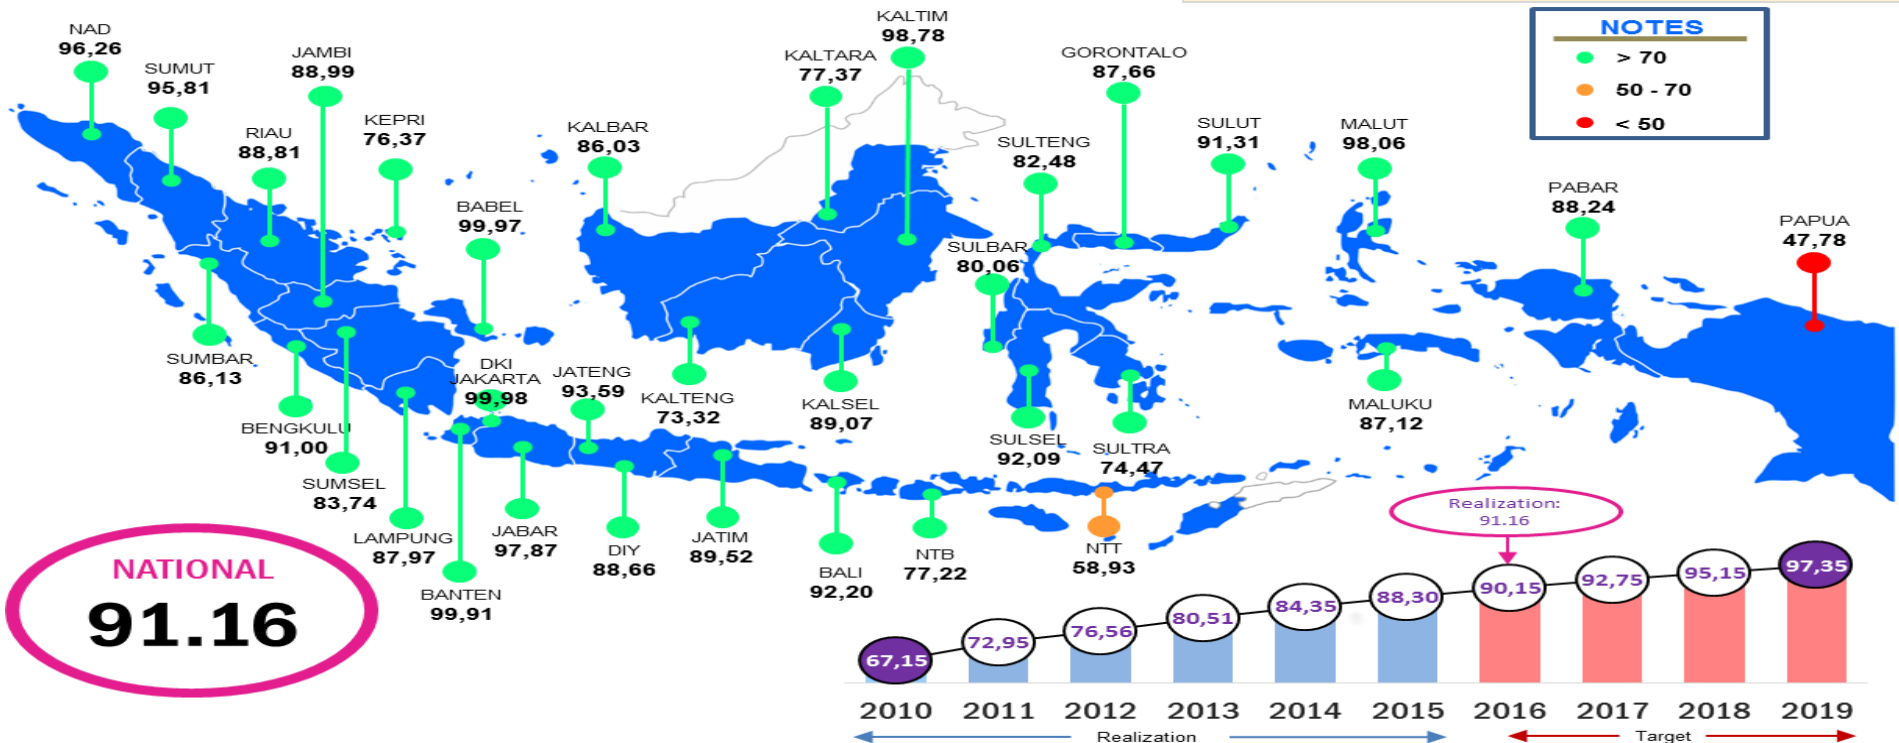 NAD
96,26
SUMUT
95,81
JAMBI
88,99
RIAU
88,81
KEPRI
76,37
BABEL
99,97
KALBAR
86,03
KALTARA
77,37
KALTIM
98,78
GORONTALO
87,66
SULTENG
82,48
SULUT
91,31
MALUT
98,06
PABAR
88,24
PAPUA
47,78
SULBAR
80,06
NOTES
> 70
50 - 70
< 50
SUMBAR
86,13
BENGKULU
91,00
SUMSEL
83,74
LAMPUNG
87,97
BANTEN
99,91
DKI
JAKARTA
99,98
JATENG
93,59
JABAR
97,87
DIY
88,66
JATIM
89,52
KALTENG
73,32
KALSEL
89,07
BALI
92,20
NTB
77,22
SULSEL
92,09
SULTRA
74,47
NTT
58,93
MALUKU
87,12
NATIONAL
91.16
Realization:
91.16
67,15
72,95
76,56
80,51
84,35
88,30
90,15
92,75
95,15
97,35
2010 2011 2012 2013 2014 2015 2016 2017 2018 2019
Realization
Target